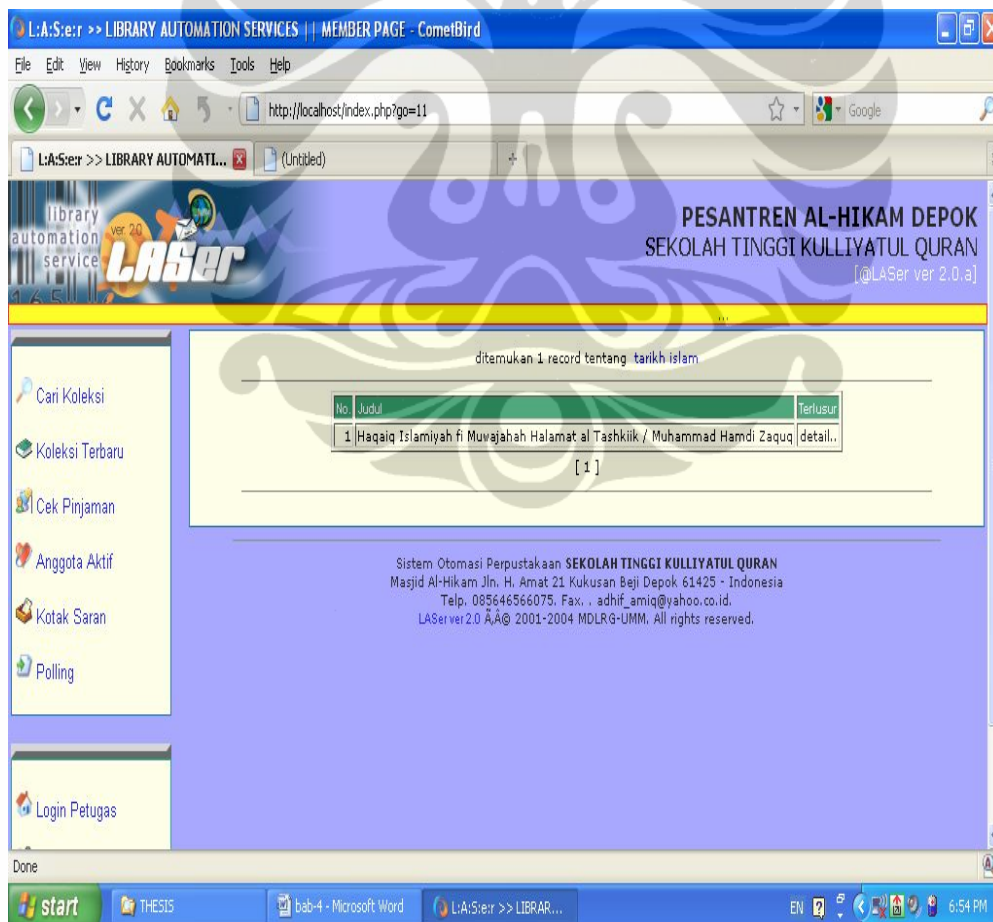 L:A:S:e:r >> LIBRARY AUTOMATION SERVICES || MEMBER PAGE - CometBird
File Edit View History Bookmarks Tools Help
http://localhost/index.php?go=11
Google
L:A:S:e:r >> LIBRARY AUTOMATI...
(Untitled)
library
automation
service
ver. 2.0
LASer
165
PESANTREN AL-HIKAM DEPOK
SEKOLAH TINGGI KULLIYATUL QURAN
[@LASer ver 2.0.a]
...
Cari Koleksi
Koleksi Terbaru
Cek Pinjaman
Anggota Aktif
Kotak Saran
Polling
Login Petugas
ditemukan 1 record tentang tarikh islam
No. Judul Terlusur
1 Haqaiq Islamiyah fi Muwajahah Halamat al Tashkiik / Muhammad Hamdi Zaquq detail..
[ 1 ]
Sistem Otomasi Perpustakaan SEKOLAH TINGGI KULLIYATUL QURAN
Masjid Al-Hikam Jln. H. Amat 21 Kukusan Beji Depok 61425 - Indonesia
Telp. 085646566075. Fax. . adhif_amiq@yahoo.co.id.
LASer ver 2.0 Ã‚Â© 2001-2004 MDLRG-UMM. All rights reserved.
Done
start
THESIS
bab-4 - Microsoft Word
L:A:S:e:r >> LIBRAR...
EN
6:54 PM